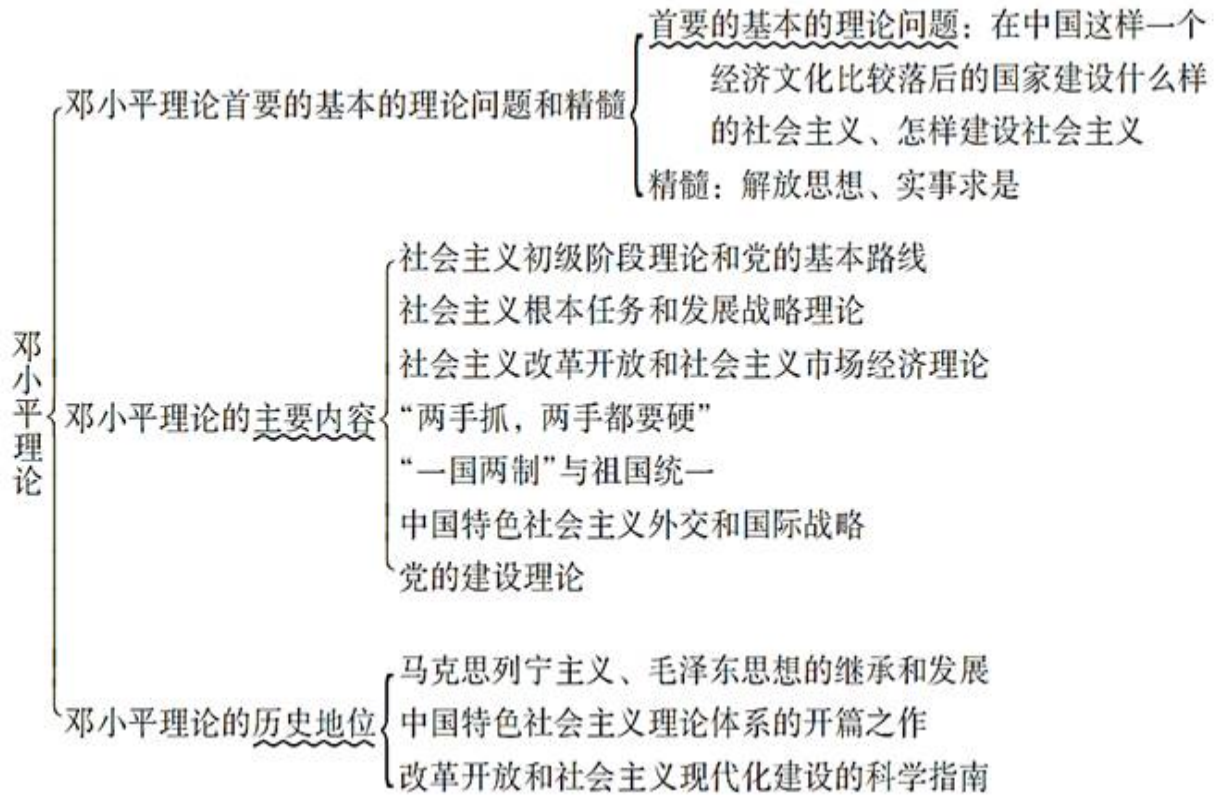 邓小平理论
邓小平理论首要的基本的理论问题和精髓
首要的基本的理论问题：在中国这样一个
经济文化比较落后的国家建设什么样
的社会主义、怎样建设社会主义
精髓：解放思想、实事求是
邓小平理论的主要内容
社会主义初级阶段理论和党的基本路线
社会主义根本任务和发展战略理论
社会主义改革开放和社会主义市场经济理论
“两手抓，两手都要硬”
“一国两制”与祖国统一
中国特色社会主义外交和国际战略
党的建设理论
邓小平理论的历史地位
马克思列宁主义、毛泽东思想的继承和发展
中国特色社会主义理论体系的开篇之作
改革开放和社会主义现代化建设的科学指南